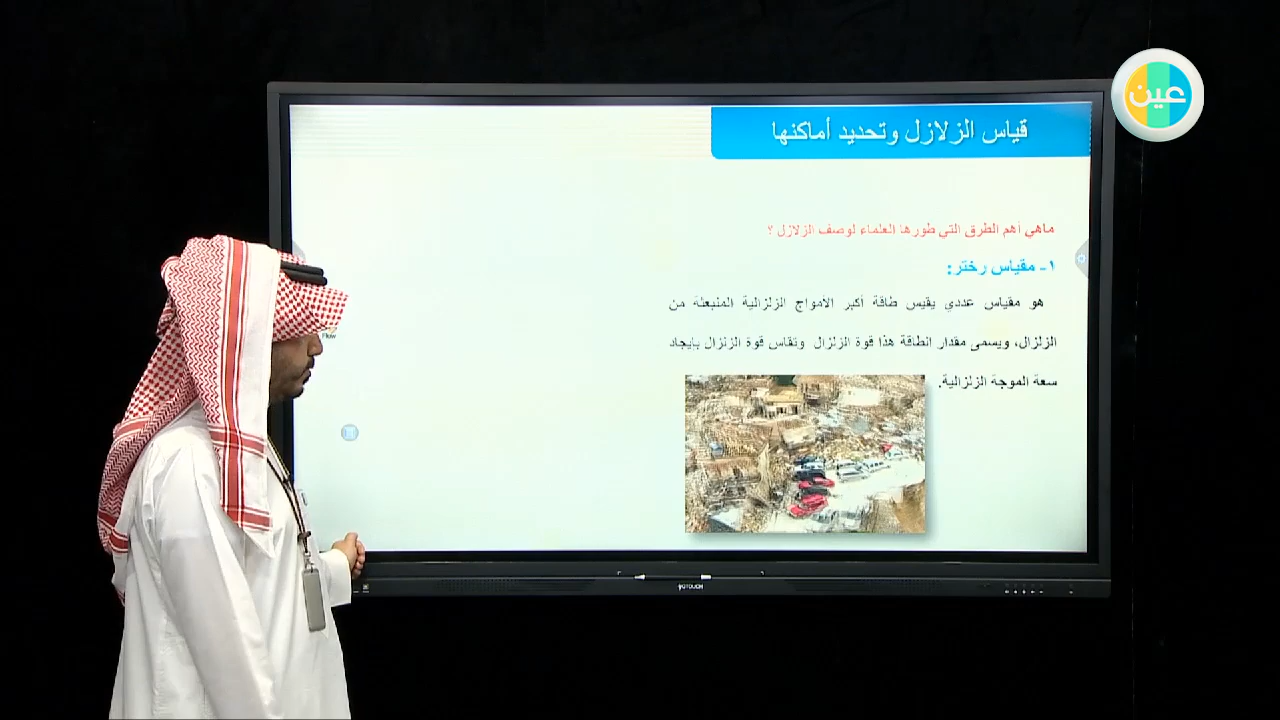 عين
قياس الزلازل وتحديد أماكنها
ماهي أهم الطرق التي طورها العلماء لوصف الزلازل ؟
١- مقياس رختر:
هو مقياس عددي يقيس طاقة أكبر الامواج الزلزالية المنبعثة من
الزلزال، ويسمى مقدار الطاقة هذا قوة الزلزال وتقاس قوة الزلزال بايجاد
سعة الموجة الزلزالية.
Flow